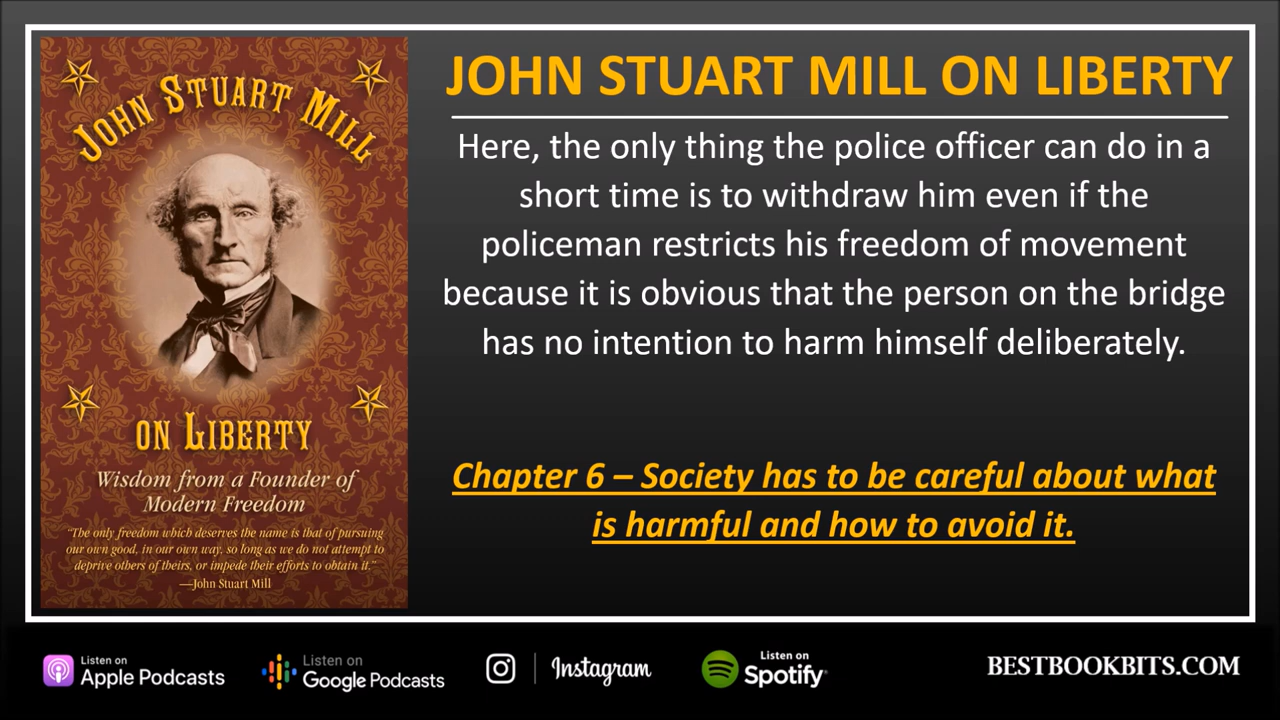 JOHN STUART MILL
ON LIBERTY
Wisdom from a Founder of
Modern Freedom
“The only freedom which deserves the name is that of pursuing
our own good, in our own way, so long as we do not attempt to
deprive others of theirs, or impede their efforts to obtain it.”
—John Stuart Mill
JOHN STUART MILL ON LIBERTY
Here, the only thing the police officer can do in a
short time is to withdraw him even if the
policeman restricts his freedom of movement
because it is obvious that the person on the bridge
has no intention to harm himself deliberately.
Chapter 6 – Society has to be careful about what
is harmful and how to avoid it.
Listen on
Apple Podcasts
Listen on
Google Podcasts
Instagram
Listen on
Spotify
BESTBOOKBITS.COM